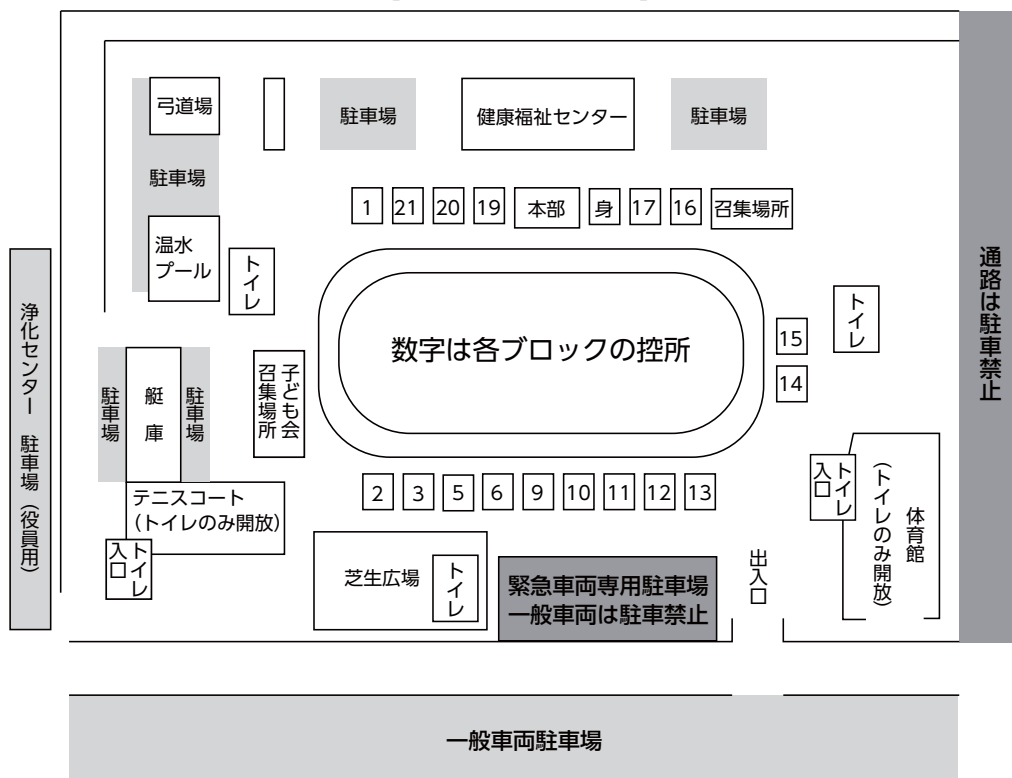 弓道場
駐車場
健康福祉センター
駐車場
駐車場
1
21
20
19
本部
身
17
16
召集場所
温水
プール
トイレ
数字は各ブロックの控所
15
14
トイレ
通路は駐車禁止
浄化センター 駐車場（役員用）
駐車場
艇庫
駐車場
子ども会
召集場所
2
3
5
6
9
10
11
12
13
テニスコート
（トイレのみ開放）
トイレ
入口
芝生広場
トイレ
緊急車両専用駐車場
一般車両は駐車禁止
出入口
トイレ
入口
体育館
（トイレのみ開放）
一般車両駐車場